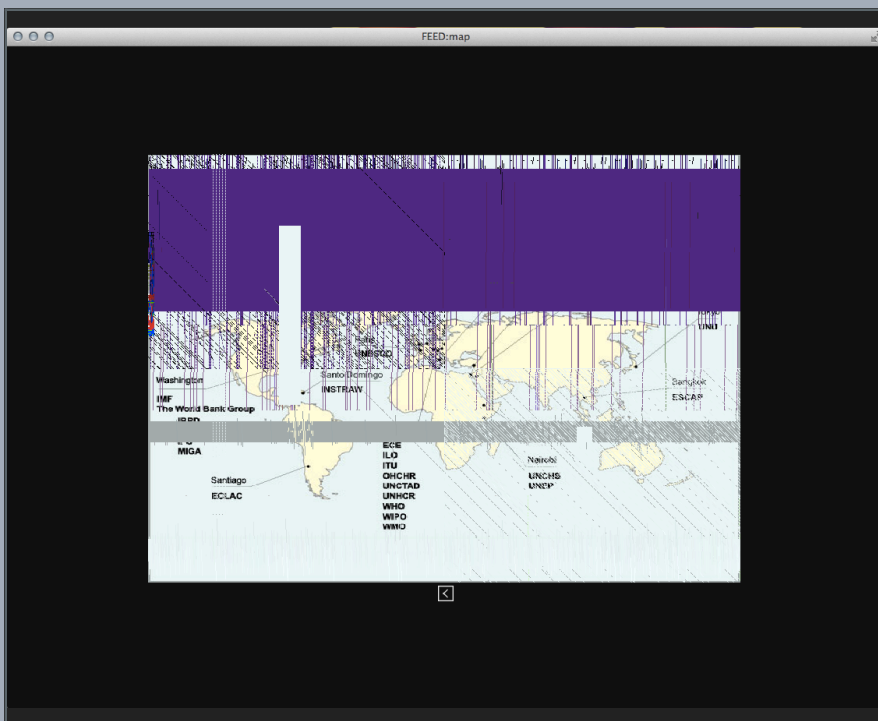 FEED:map
UNU
UNESCO
Santo Domingo
INSTRAW
Washington
IMF
The World Bank Group
MIGA
Bangkok
ESCAP
Santiago
ECLAC
ECE
ILO
ITU
OHCHR
UNCTAD
UNHCR
WHO
WIPO
WMO
Nairobi
UNCHS
UNEP